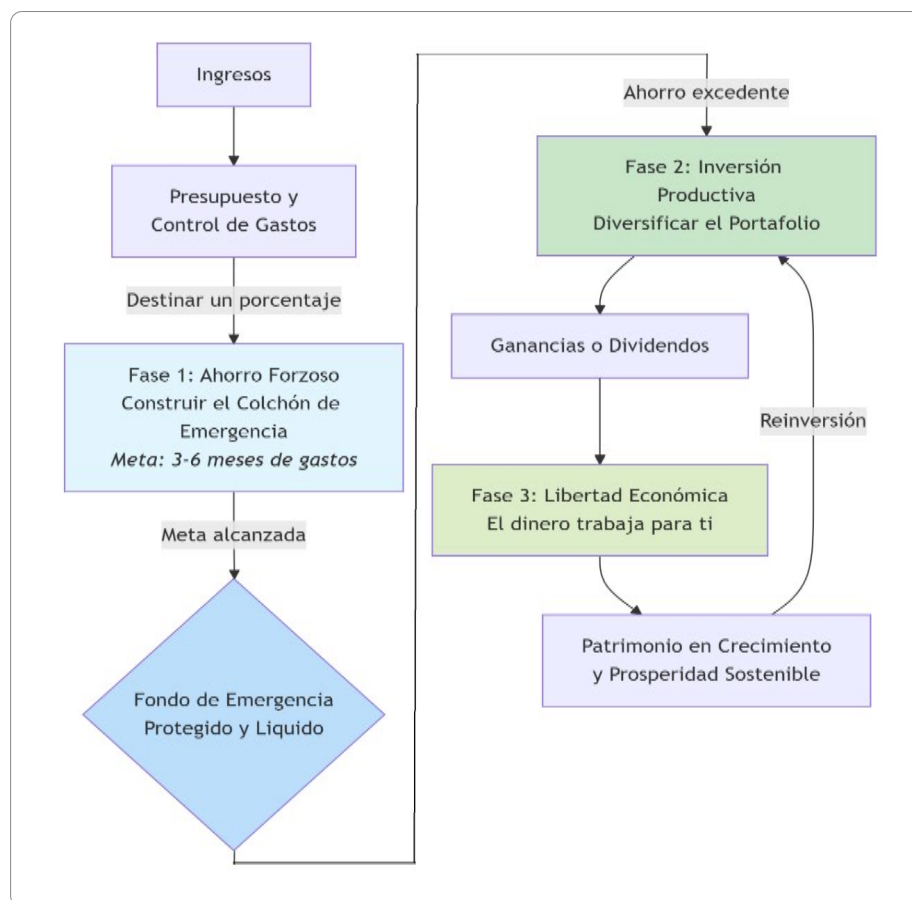 Ingresos
Presupuesto y
Control de Gastos
Destinar un porcentaje
Fase 1: Ahorro Forzoso
Construir el Colchón de
Emergencia
Meta: 3-6 meses de gastos
Meta alcanzada
Fondo de Emergencia
Protegido y Liquido
Ahorro excedente
Fase 2: Inversión
Productiva
Diversificar el Portafolio
Ganancias o Dividendos
Reinversión
Fase 3: Libertad Económica
El dinero trabaja para ti
Patrimonio en Crecimiento
y Prosperidad Sostenible